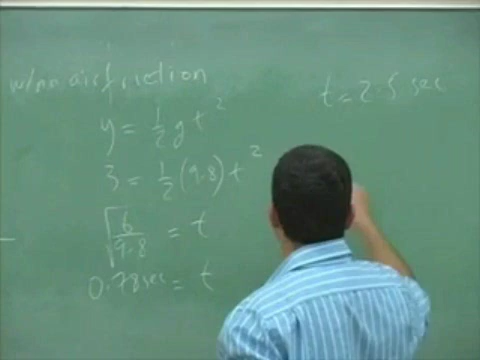 w/no air friction
y = 1/2 g t²
3 = 1/2 (9.8) t²
√(6/9.8) = t
0.78 sec = t
t = 2.5 sec